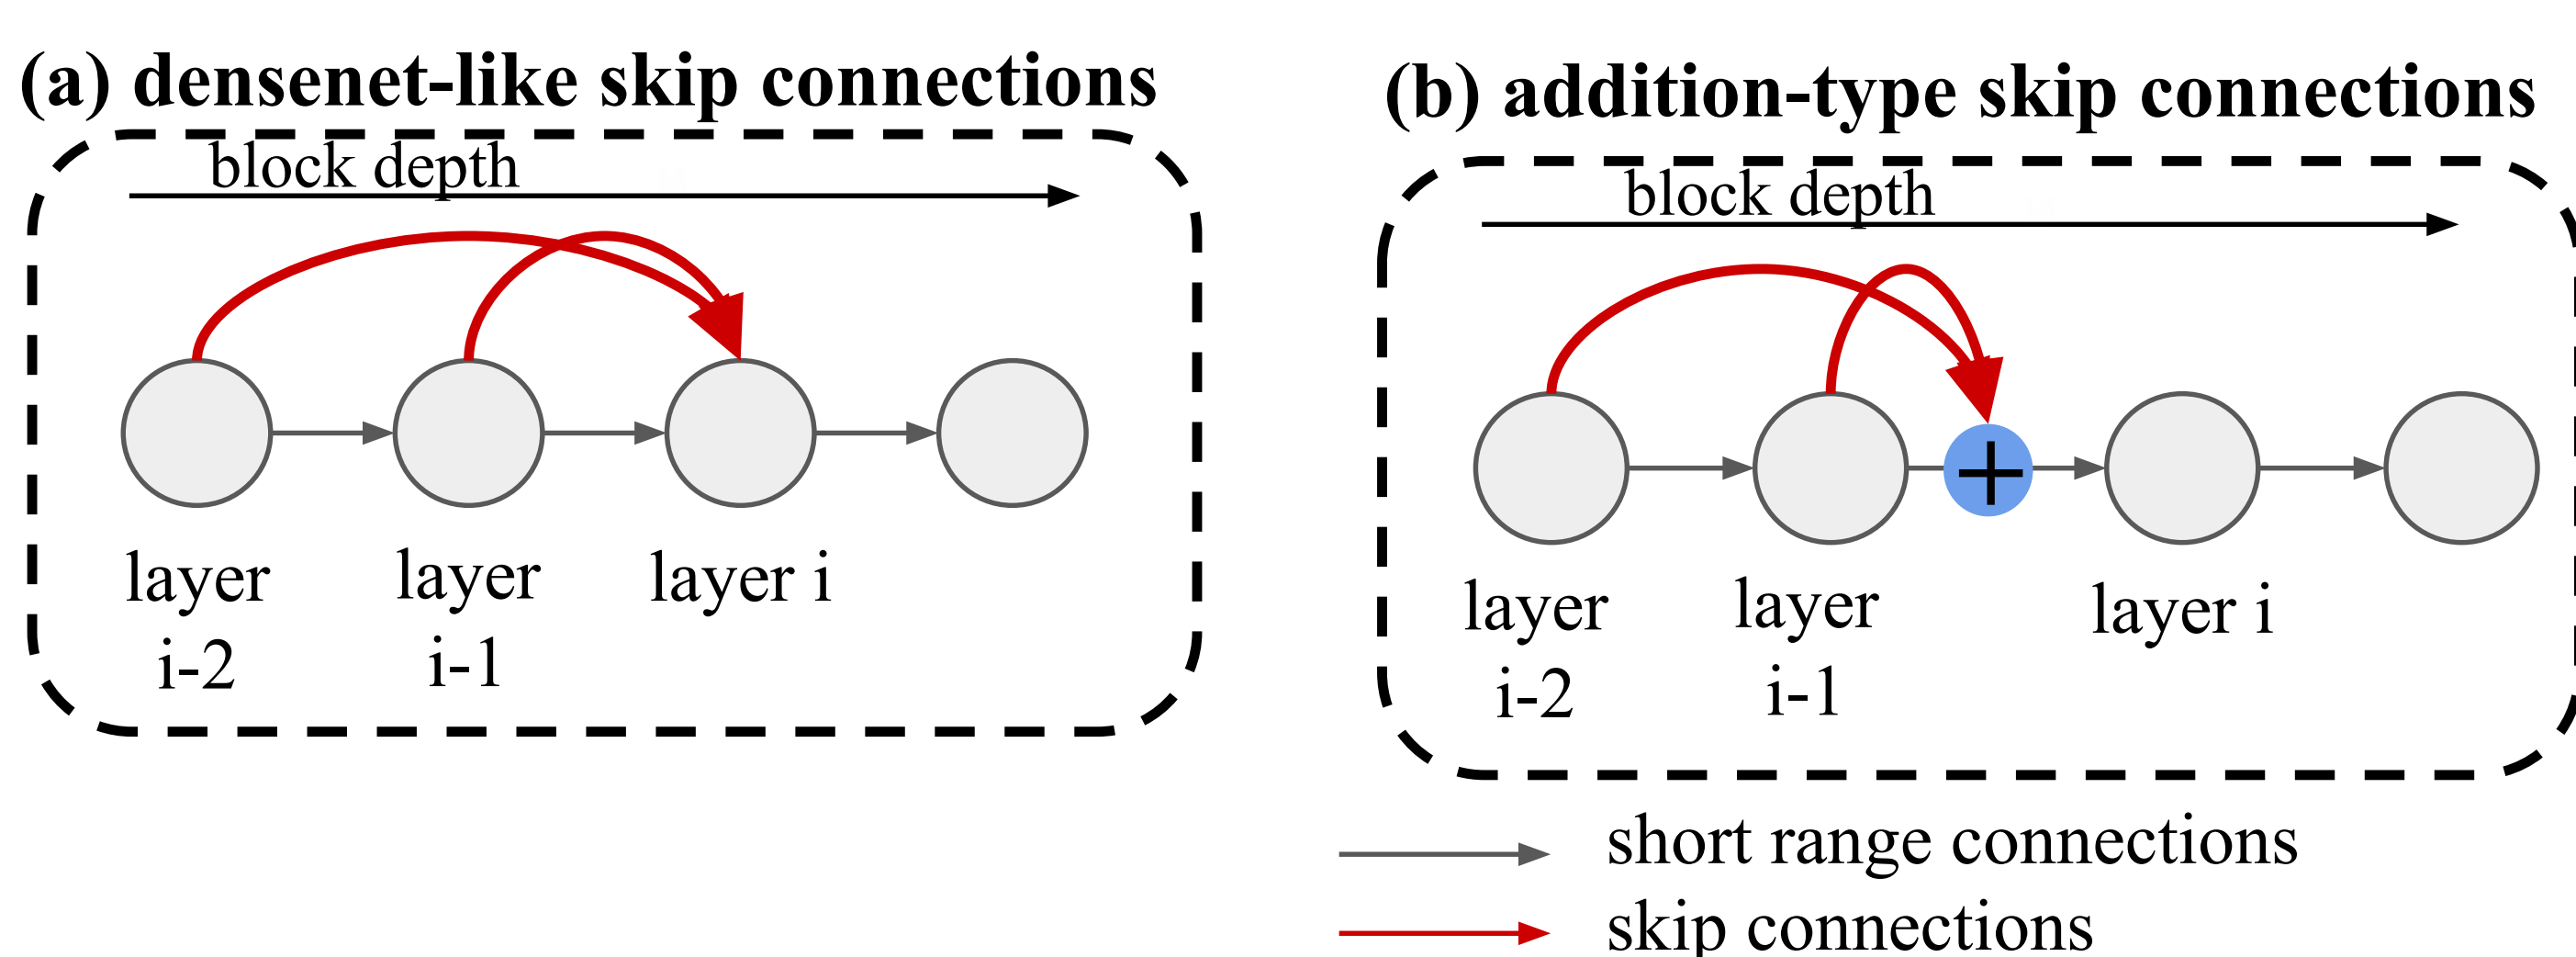 (a) densenet-like skip connections
block depth
layer
i-2
layer
i-1
layer i
(b) addition-type skip connections
block depth
+
layer
i-2
layer
i-1
layer i
short range connections
skip connections